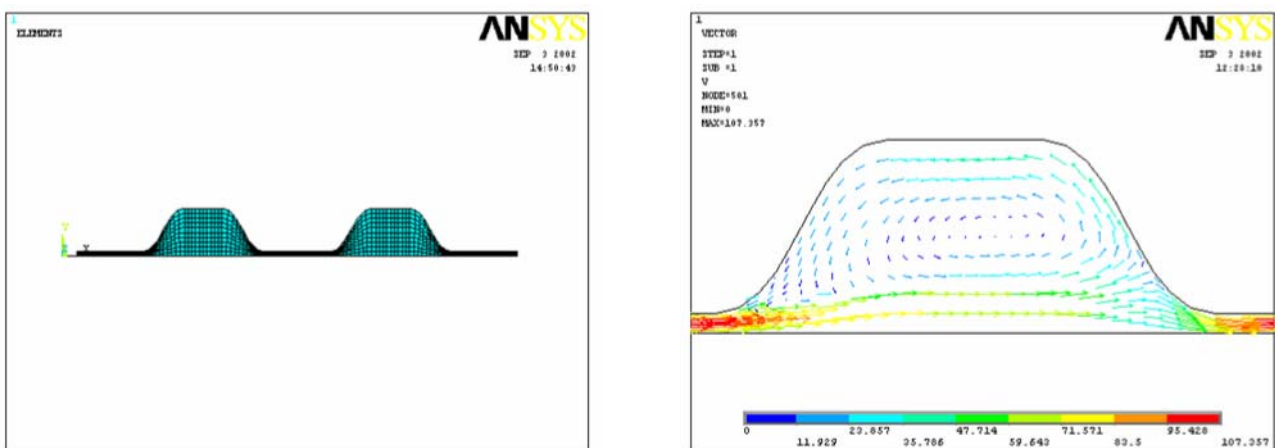 1
ELEMENTS
ANSYS
SEP 3 2002
14:50:43
Y
Z X
1
VECTOR
STEP=1
SUB =1
V
NODE=501
MIN=0
MAX=107.357
ANSYS
SEP 3 2002
12:20:10
0 23.857 47.714 71.571 95.428
11.929 35.786 59.643 83.5 107.357